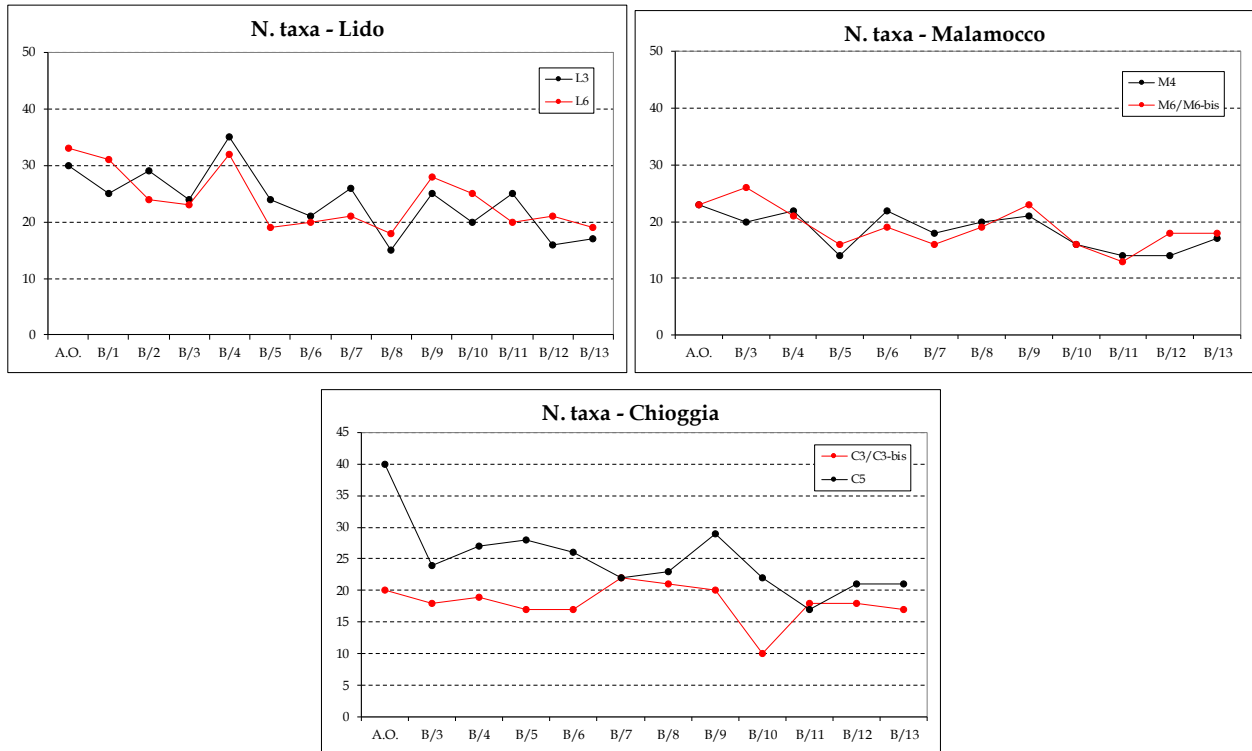 N. taxa - Lido
50
40
30
20
10
0
L3
L6
A.O. B/1 B/2 B/3 B/4 B/5 B/6 B/7 B/8 B/9 B/10 B/11 B/12 B/13
N. taxa - Malamocco
50
40
30
20
10
0
M4
M6/M6-bis
A.O. B/3 B/4 B/5 B/6 B/7 B/8 B/9 B/10 B/11 B/12 B/13
N. taxa - Chioggia
45
40
35
30
25
20
15
10
5
0
C3/C3-bis
C5
A.O. B/3 B/4 B/5 B/6 B/7 B/8 B/9 B/10 B/11 B/12 B/13